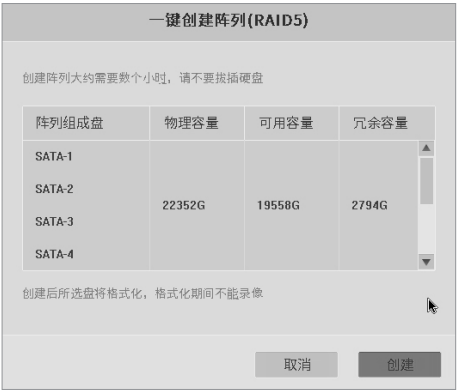 一键创建阵列(RAID5)
创建阵列大约需要数个小时，请不要拔插硬盘
阵列组成盘 物理容量 可用容量 冗余容量
SATA-1
SATA-2
22352G 19558G 2794G
SATA-3
SATA-4
创建后所选盘将格式化，格式化期间不能录像
取消 创建